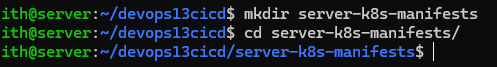 ith@server:~/devops13cicd$ mkdir server-k8s-manifests
ith@server:~/devops13cicd$ cd server-k8s-manifests/
ith@server:~/devops13cicd/server-k8s-manifests$